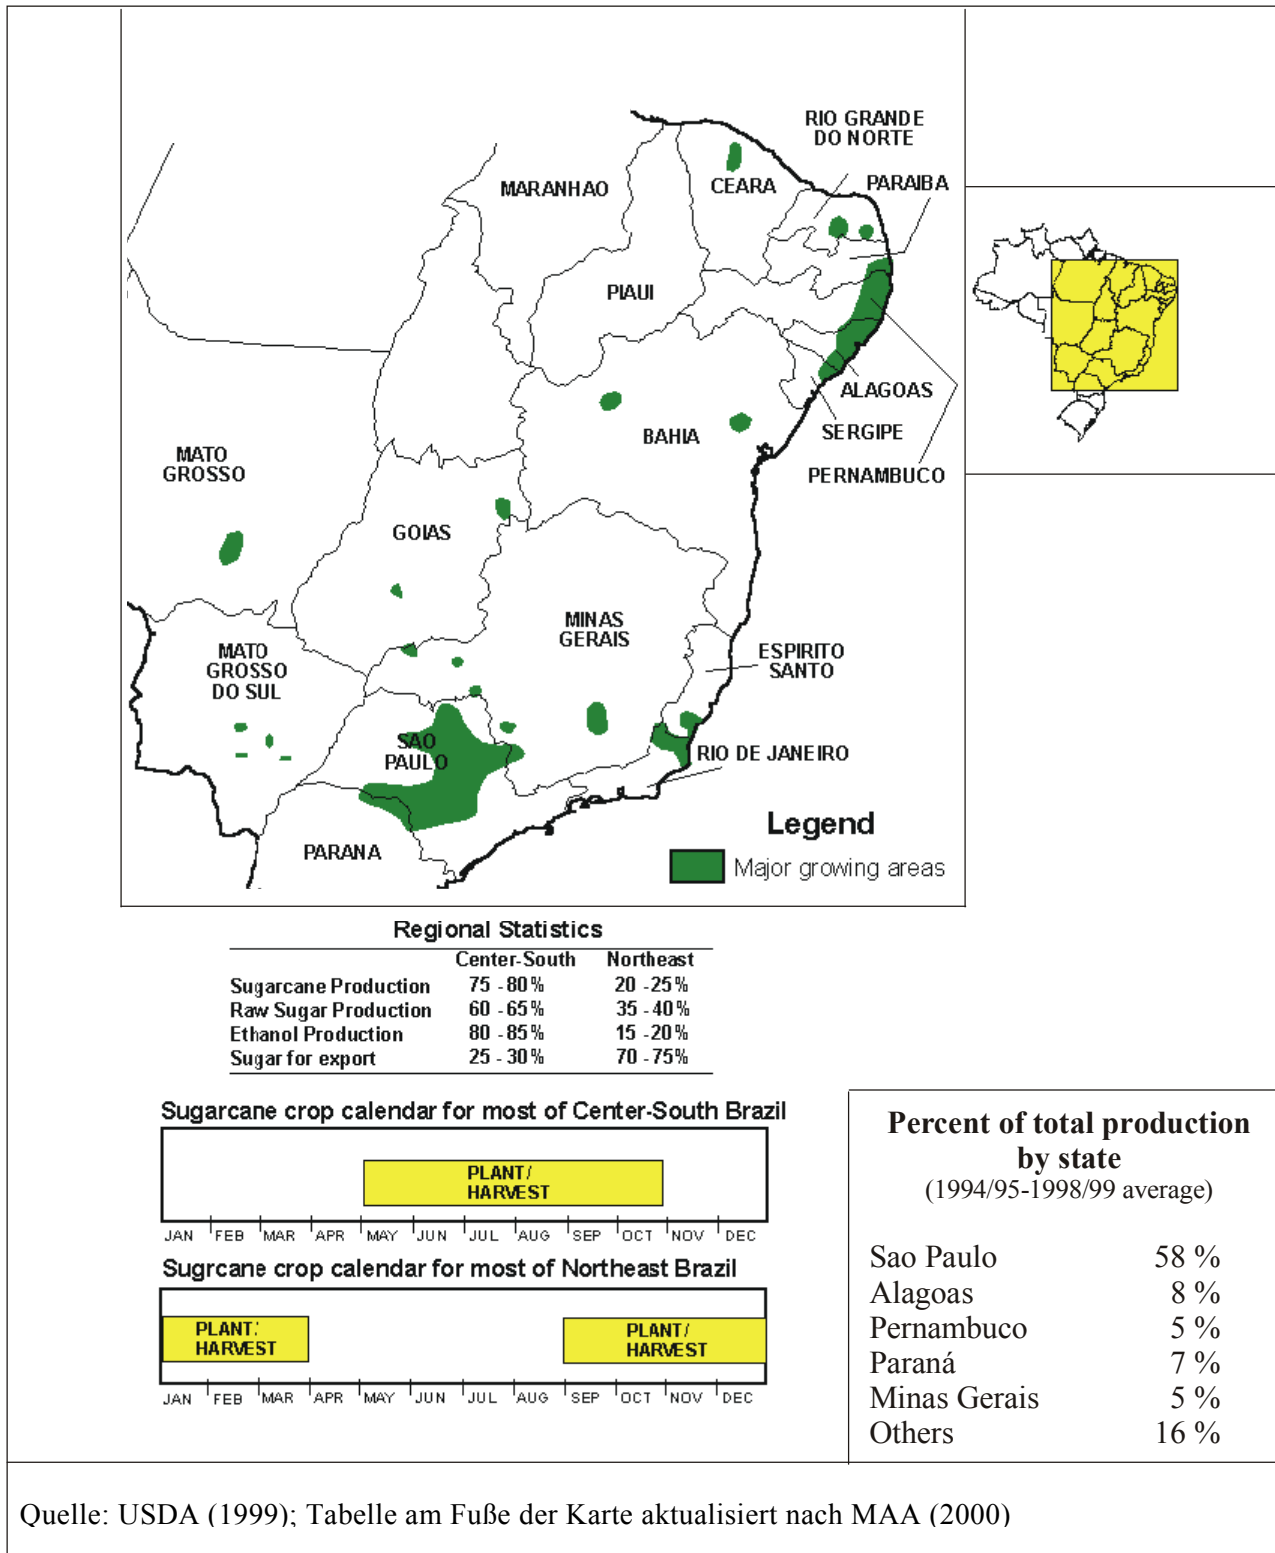 RIO GRANDE
DO NORTE
MARANHAO
CEARA
PARAIBA
PIAUI
ALAGOAS
BAHIA
SERGIPE
MATO
GROSSO
PERNAMBUCO
GOIAS
MINAS
GERAIS
MATO
GROSSO
DO SUL
ESPIRITO
SANTO
SAO
PAULO
RIO DE JANEIRO
PARANA
Legend
Major growing areas
Regional Statistics
Center-South Northeast
Sugarcane Production 75 - 80% 20 - 25%
Raw Sugar Production 60 - 65% 35 - 40%
Ethanol Production 80 - 85% 15 - 20%
Sugar for export 25 - 30% 70 - 75%
Sugarcane crop calendar for most of Center-South Brazil
PLANT/
HARVEST
JAN FEB MAR APR MAY JUN JUL AUG SEP OCT NOV DEC
Sugrcane crop calendar for most of Northeast Brazil
PLANT/ PLANT/
HARVEST HARVEST
JAN FEB MAR APR MAY JUN JUL AUG SEP OCT NOV DEC
Percent of total production
by state
(1994/95-1998/99 average)
Sao Paulo 58 %
Alagoas 8 %
Pernambuco 5 %
Paraná 7 %
Minas Gerais 5 %
Others 16 %
Quelle: USDA (1999); Tabelle am Fuße der Karte aktualisiert nach MAA (2000)